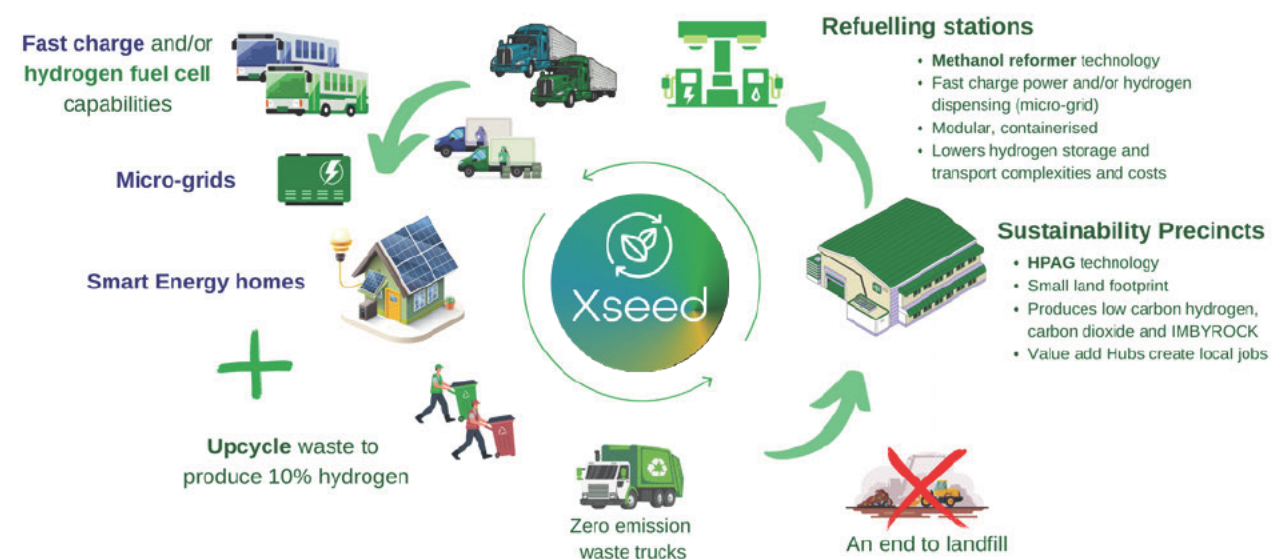 Fast charge and/or
hydrogen fuel cell
capabilities
Micro-grids
Smart Energy homes
Upcycle waste to
produce 10% hydrogen
Xseed
Zero emission
waste trucks
Refuelling stations
• Methanol reformer technology
• Fast charge power and/or hydrogen
dispensing (micro-grid)
• Modular, containerised
• Lowers hydrogen storage and
transport complexities and costs
Sustainability Precincts
• HPAG technology
• Small land footprint
• Produces low carbon hydrogen,
carbon dioxide and IMBYROCK
• Value add Hubs create local jobs
An end to landfill